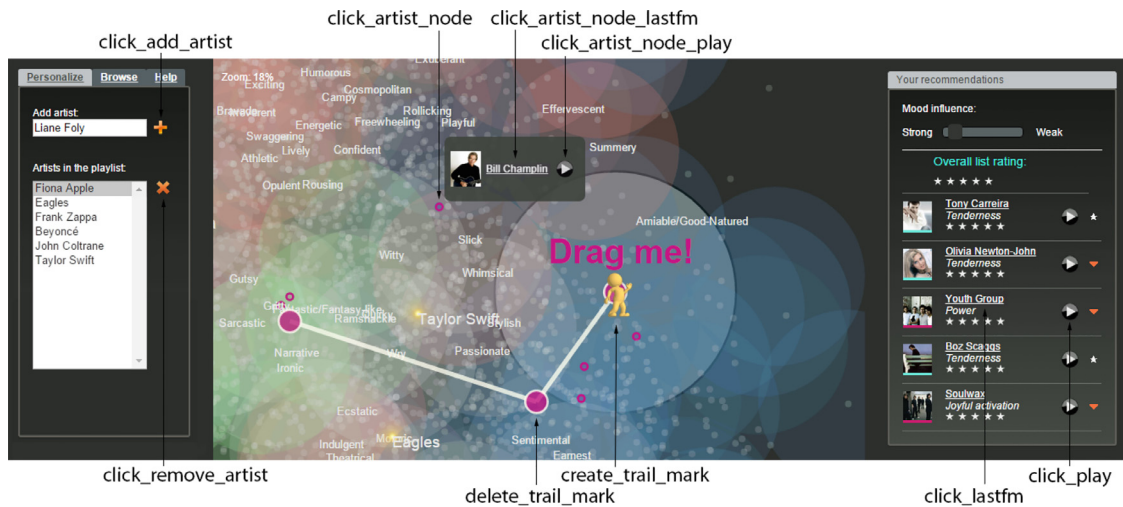 click_artist_node
click_artist_node_lastfm
click_add_artist
click_artist_node_play
Personalize Browse Help
Add artist:
Liane Foly
Artists in the playlist:
Fiona Apple
Eagles
Frank Zappa
Beyoncé
John Coltrane
Taylor Swift
Zoom: 18%
Exuberant
Humorous
Exciting
Cosmopolitan
Campy
Bravado
Irreverent
Rollicking
Effervescent
Energetic
Freewheeling
Playful
Swaggering
Lively
Confident
Summery
Athletic
Bill Champlin
Opulent
Rousing
Amiable/Good-Natured
Slick
Drag me!
Witty
Whimsical
Gutsy
Ramshackle
Taylor Swift
Stylish
Sarcastic
Wry
Passionate
Narrative
Ironic
Ecstatic
Eagles
Sentimental
Indulgent
Earnest
Theatrical
Your recommendations
Mood influence:
Strong Weak
Overall list rating:
Tony Carreira
Tenderness
Olivia Newton-John
Tenderness
Youth Group
Power
Boz Scaggs
Tenderness
Soulwax
Joyful activation
click_remove_artist
create_trail_mark
click_play
delete_trail_mark
click_lastfm